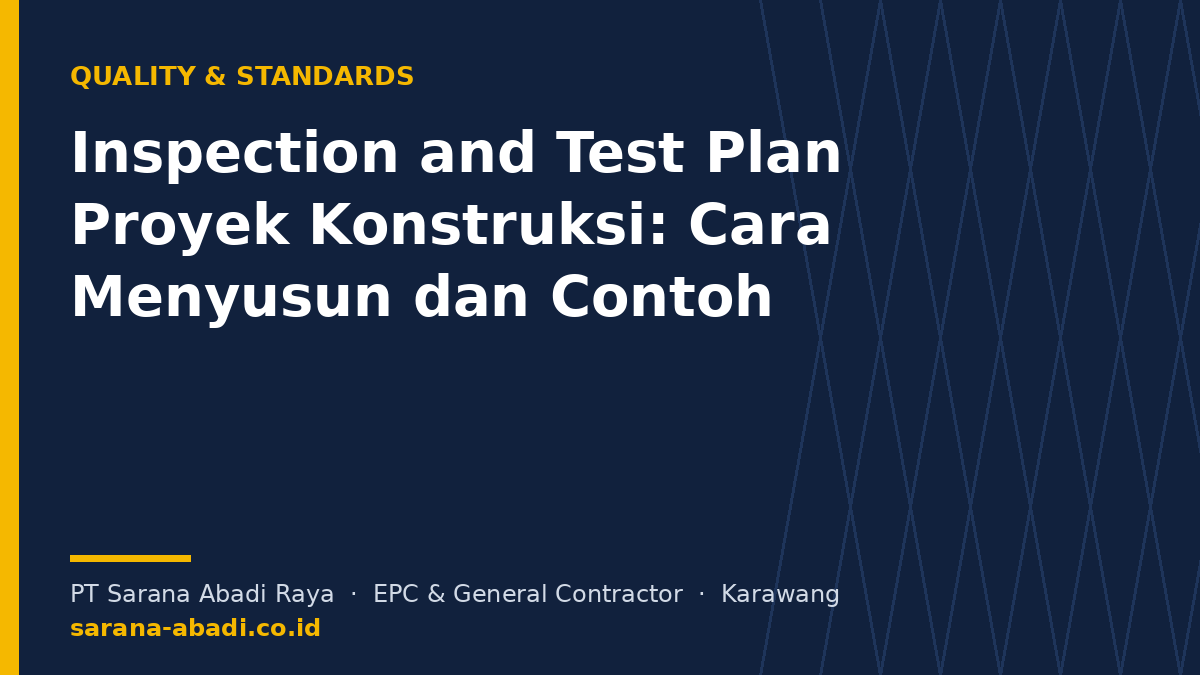 QUALITY & STANDARDS
Inspection and Test Plan
Proyek Konstruksi: Cara
Menyusun dan Contoh
PT Sarana Abadi Raya · EPC & General Contractor · Karawang
sarana-abadi.co.id